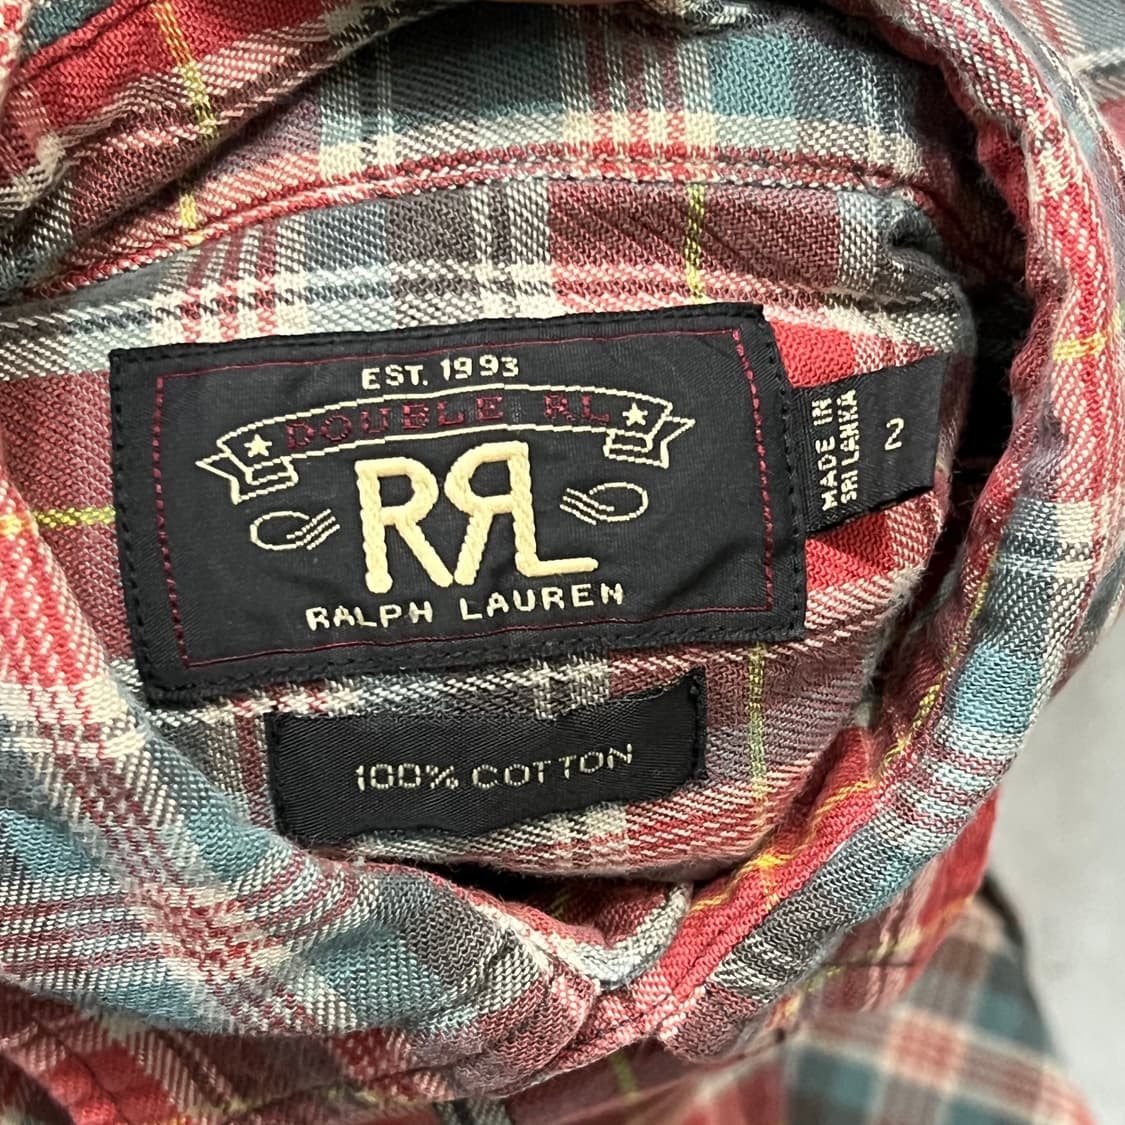 EST. 1993
DOUBLE RL
RRL
RALPH LAUREN
MADE IN
SRI LANKA
2
100% COTTON